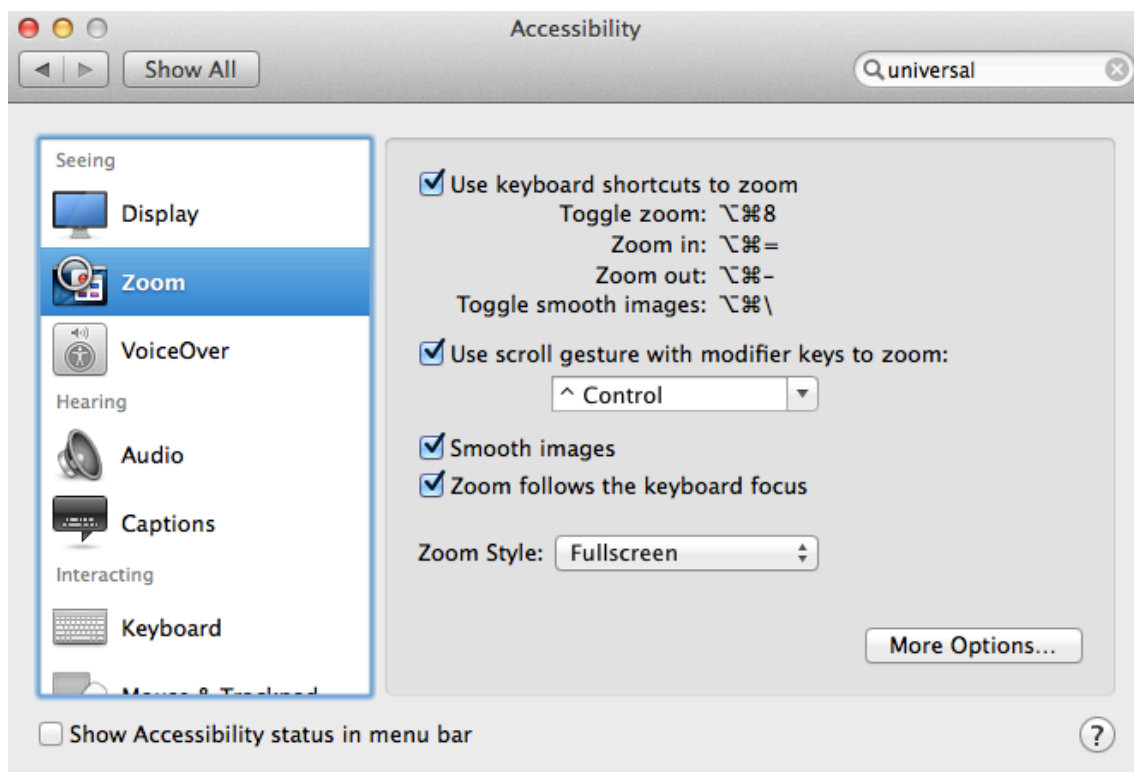 Accessibility
Show All
universal
Seeing
Display
Zoom
VoiceOver
Hearing
Audio
Captions
Interacting
Keyboard
Mouse & Trackpad
Use keyboard shortcuts to zoom
Toggle zoom: ⌥⌘8
Zoom in: ⌥⌘=
Zoom out: ⌥⌘-
Toggle smooth images: ⌥⌘\
Use scroll gesture with modifier keys to zoom:
^ Control
Smooth images
Zoom follows the keyboard focus
Zoom Style: Fullscreen
More Options...
Show Accessibility status in menu bar
?